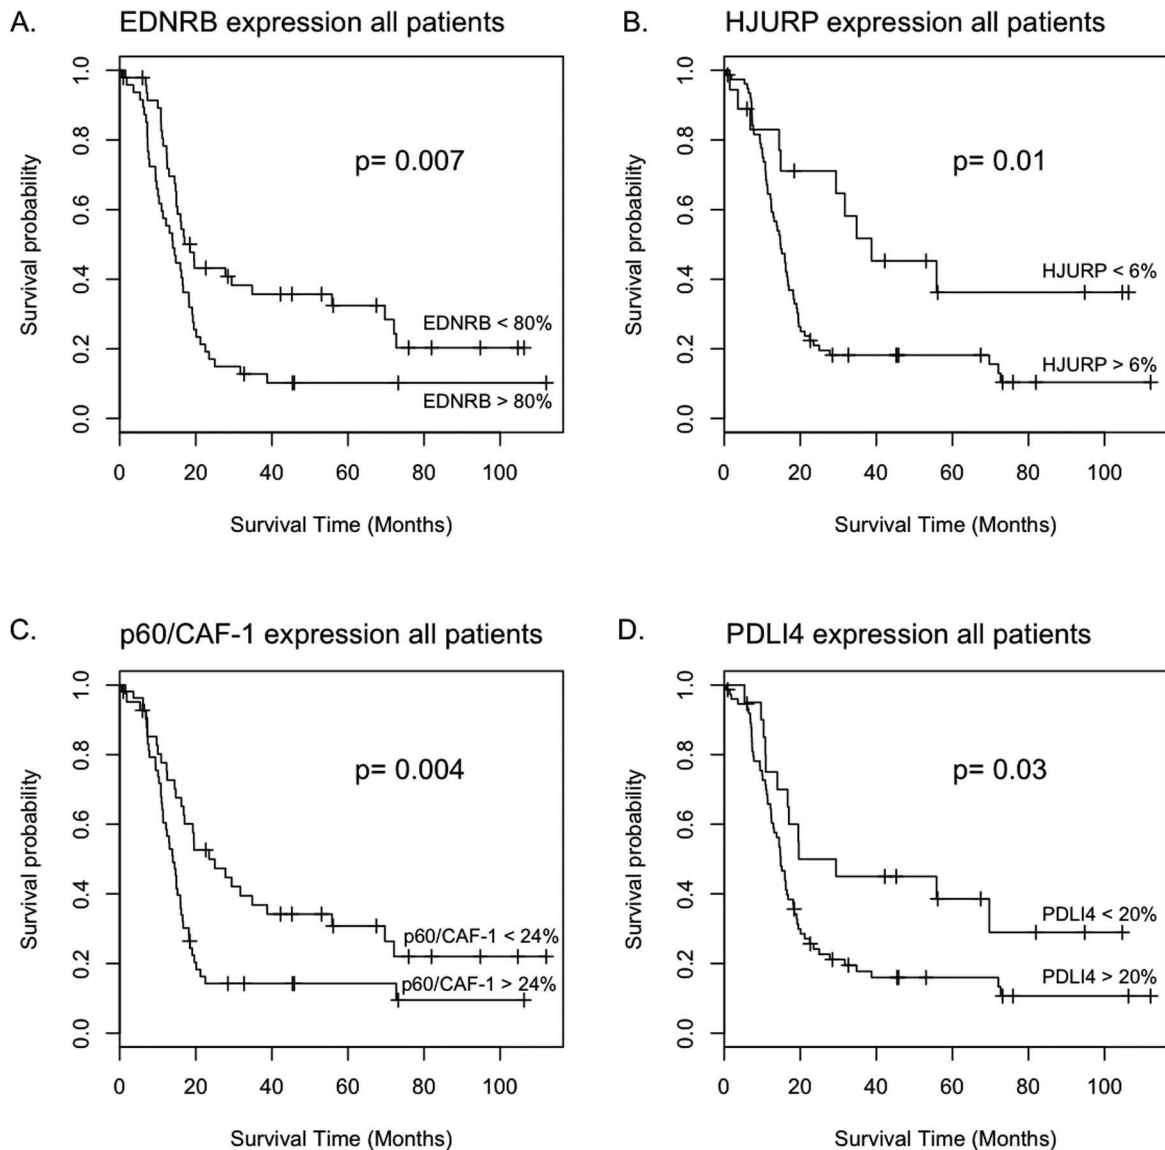 A. EDNRB expression all patients
Survival probability
1.0
0.8
0.6
0.4
0.2
0.0
p= 0.007
EDNRB < 80%
EDNRB > 80%
0 20 40 60 80 100
Survival Time (Months)
B. HJURP expression all patients
Survival probability
1.0
0.8
0.6
0.4
0.2
0.0
p= 0.01
HJURP < 6%
HJURP > 6%
0 20 40 60 80 100
Survival Time (Months)
C. p60/CAF-1 expression all patients
Survival probability
1.0
0.8
0.6
0.4
0.2
0.0
p= 0.004
p60/CAF-1 < 24%
p60/CAF-1 > 24%
0 20 40 60 80 100
Survival Time (Months)
D. PDLI4 expression all patients
Survival probability
1.0
0.8
0.6
0.4
0.2
0.0
p= 0.03
PDLI4 < 20%
PDLI4 > 20%
0 20 40 60 80 100
Survival Time (Months)